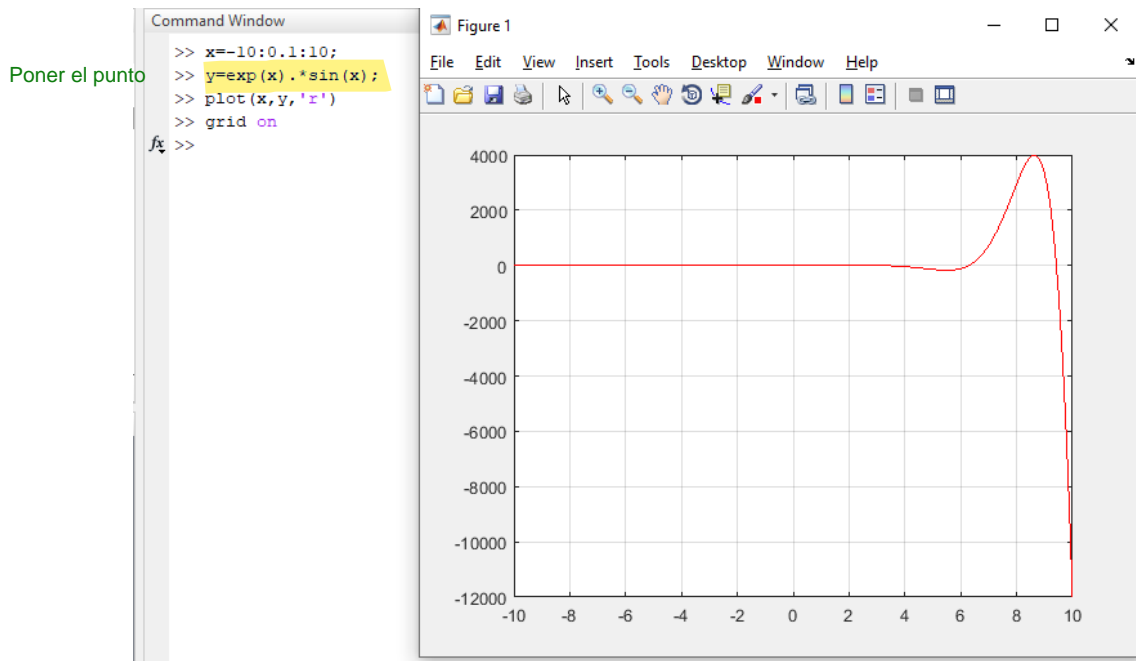 Command Window
Poner el punto
>> x=-10:0.1:10;
>> y=exp(x).*sin(x);
>> plot(x,y,'r')
>> grid on
fx >>
Figure 1
File Edit View Insert Tools Desktop Window Help
4000
2000
0
-2000
-4000
-6000
-8000
-10000
-12000
-10 -8 -6 -4 -2 0 2 4 6 8 10